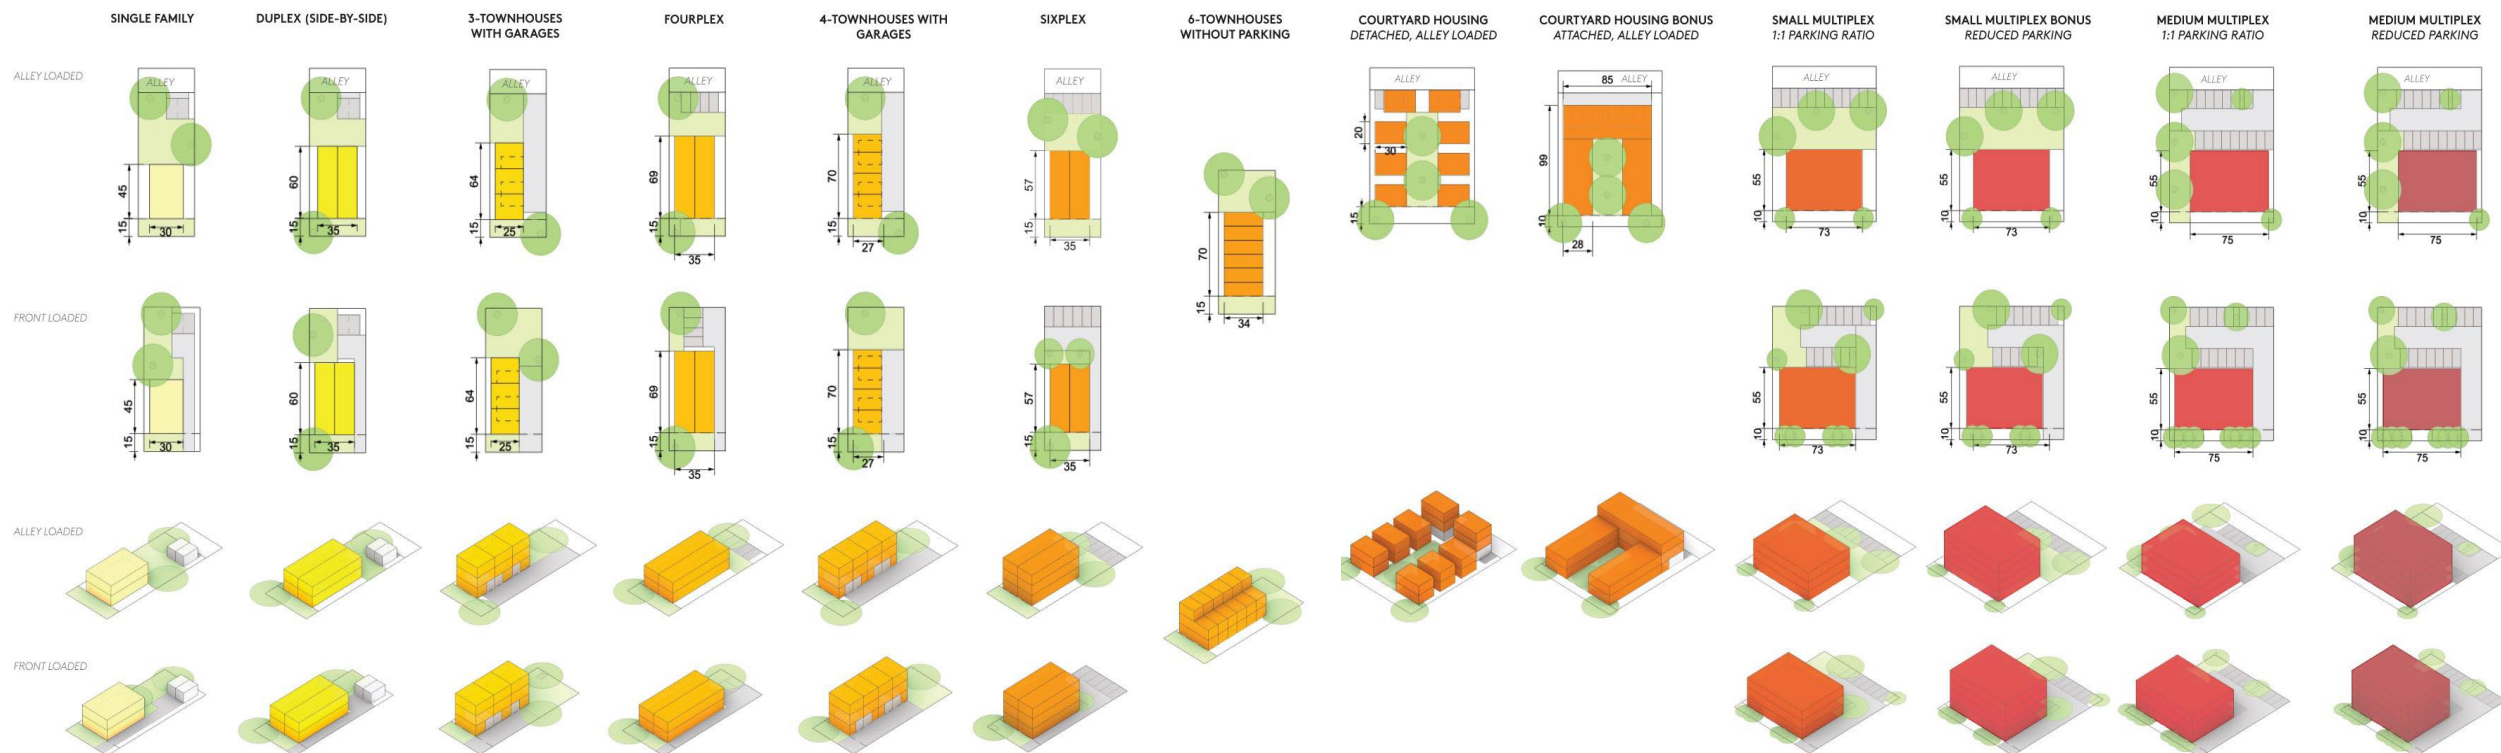 SINGLE FAMILY
DUPLEX (SIDE-BY-SIDE)
3-TOWNHOUSES
WITH GARAGES
FOURPLEX
4-TOWNHOUSES WITH
GARAGES
SIXPLEX
6-TOWNHOUSES
WITHOUT PARKING
COURTYARD HOUSING
DETACHED, ALLEY LOADED
COURTYARD HOUSING BONUS
ATTACHED, ALLEY LOADED
SMALL MULTIPLEX
1:1 PARKING RATIO
SMALL MULTIPLEX BONUS
REDUCED PARKING
MEDIUM MULTIPLEX
1:1 PARKING RATIO
MEDIUM MULTIPLEX
REDUCED PARKING
ALLEY LOADED
ALLEY
45
15
30
ALLEY
60
15
35
ALLEY
64
15
25
ALLEY
69
15
35
ALLEY
70
15
27
ALLEY
57
15
35
70
15
34
ALLEY
20
30
15
85 ALLEY
99
10
28
ALLEY
55
10
73
ALLEY
55
10
73
ALLEY
55
10
75
ALLEY
55
10
75
FRONT LOADED
45
15
30
60
15
35
64
15
25
69
15
35
70
15
27
57
15
35
55
10
73
55
10
73
55
10
75
55
10
75
ALLEY LOADED
FRONT LOADED